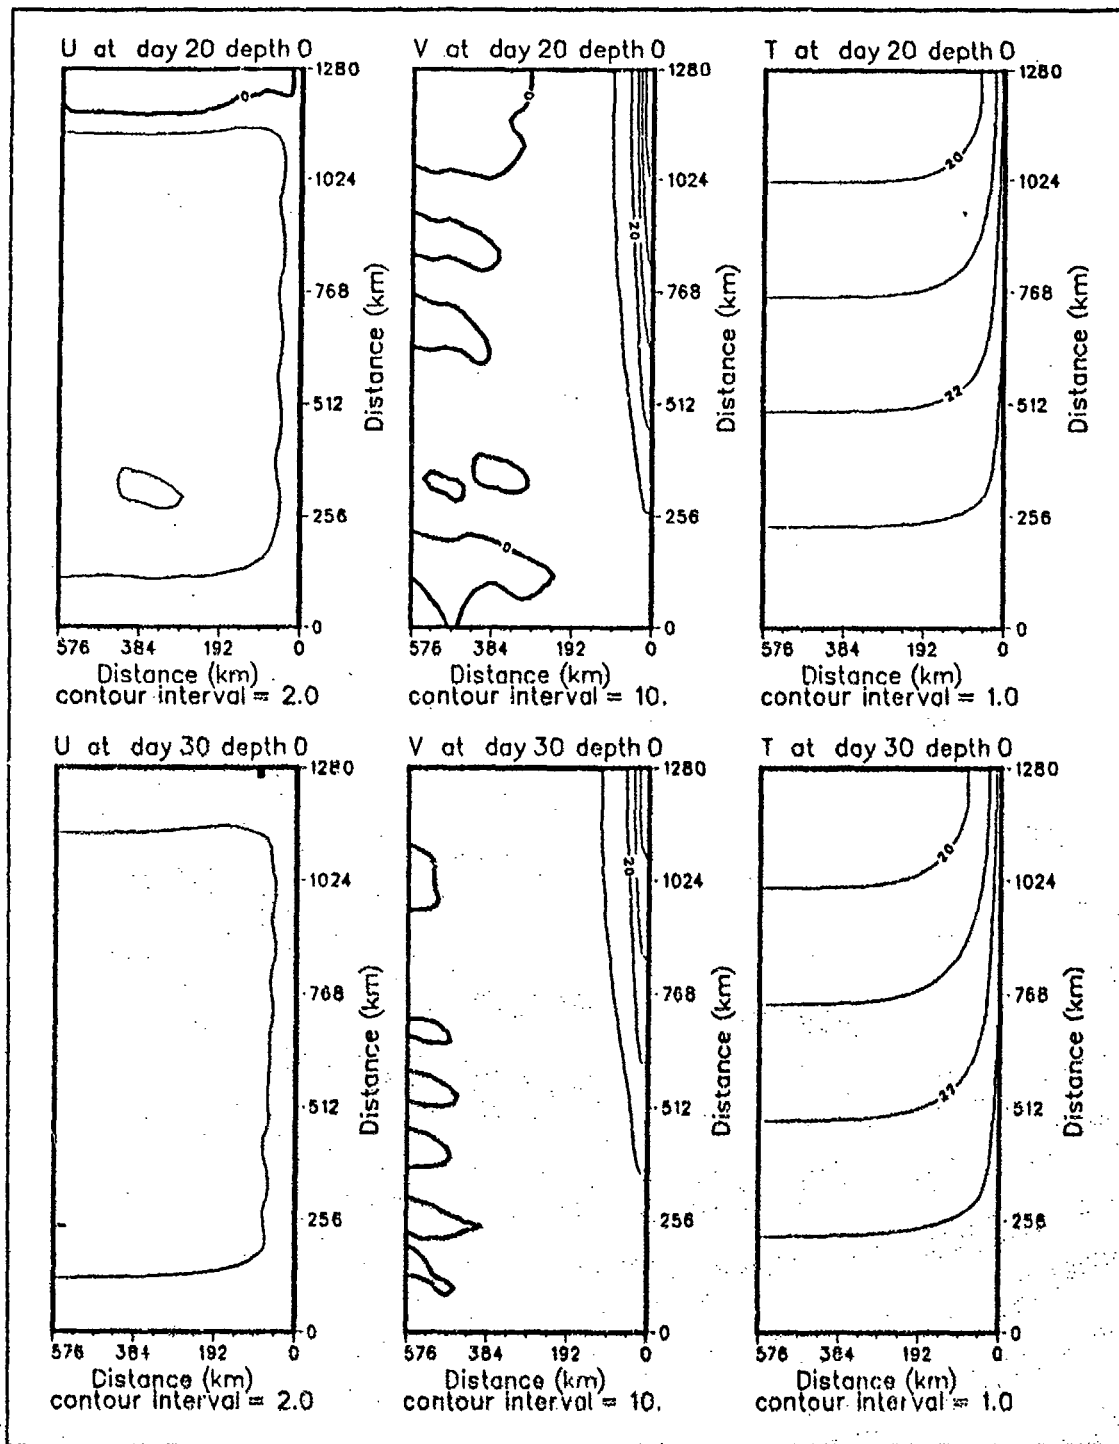 U at day 20 depth 0
V at day 20 depth 0
T at day 20 depth 0
1280
1024
768
512
256
0
Distance (km)
576 384 192 0
Distance (km)
contour interval = 2.0
0
1280
1024
768
512
256
0
Distance (km)
576 384 192 0
Distance (km)
contour interval = 10.
0
20
0
1280
1024
768
512
256
0
Distance (km)
576 384 192 0
Distance (km)
contour interval = 1.0
20
22
U at day 30 depth 0
V at day 30 depth 0
T at day 30 depth 0
1280
1024
768
512
256
0
Distance (km)
576 384 192 0
Distance (km)
contour interval = 2.0
1280
1024
768
512
256
0
Distance (km)
576 384 192 0
Distance (km)
contour interval = 10.
20
1280
1024
768
512
256
0
Distance (km)
576 384 192 0
Distance (km)
contour interval = 1.0
20